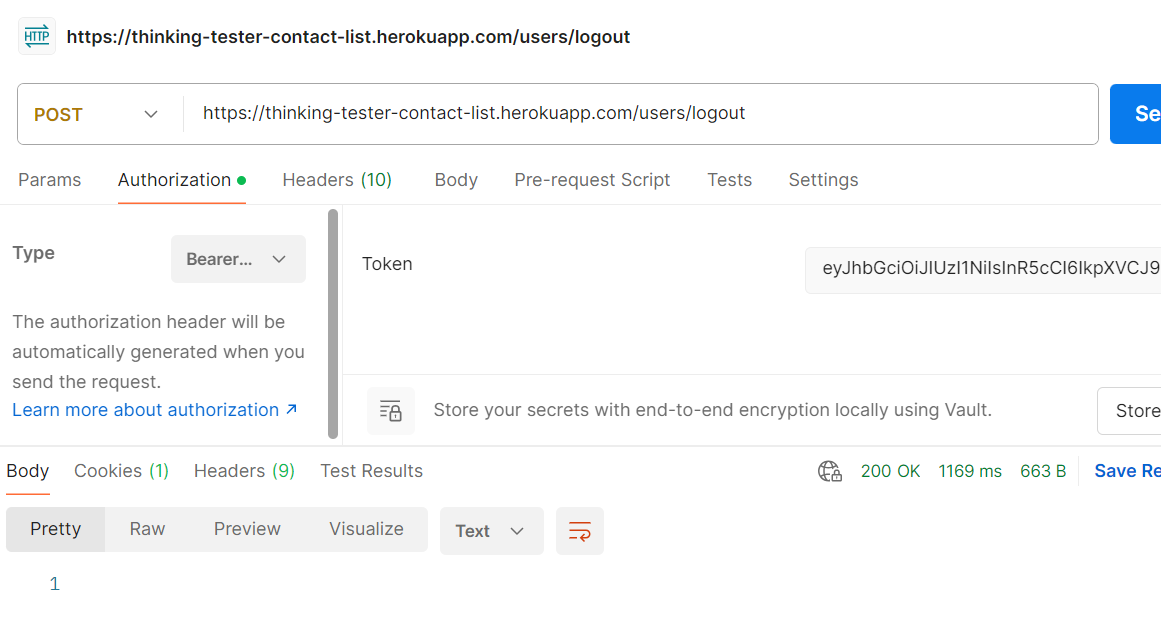 HTTP https://thinking-tester-contact-list.herokuapp.com/users/logout
POST https://thinking-tester-contact-list.herokuapp.com/users/logout Se
Params Authorization Headers (10) Body Pre-request Script Tests Settings
Type Bearer...
Token eyJhbGciOiJIUzI1NiIsInR5cCI6IkpXVCJ9
The authorization header will be
automatically generated when you
send the request.
Learn more about authorization ↗
Store your secrets with end-to-end encryption locally using Vault. Store
Body Cookies (1) Headers (9) Test Results 200 OK 1169 ms 663 B Save Re
Pretty Raw Preview Visualize Text
1